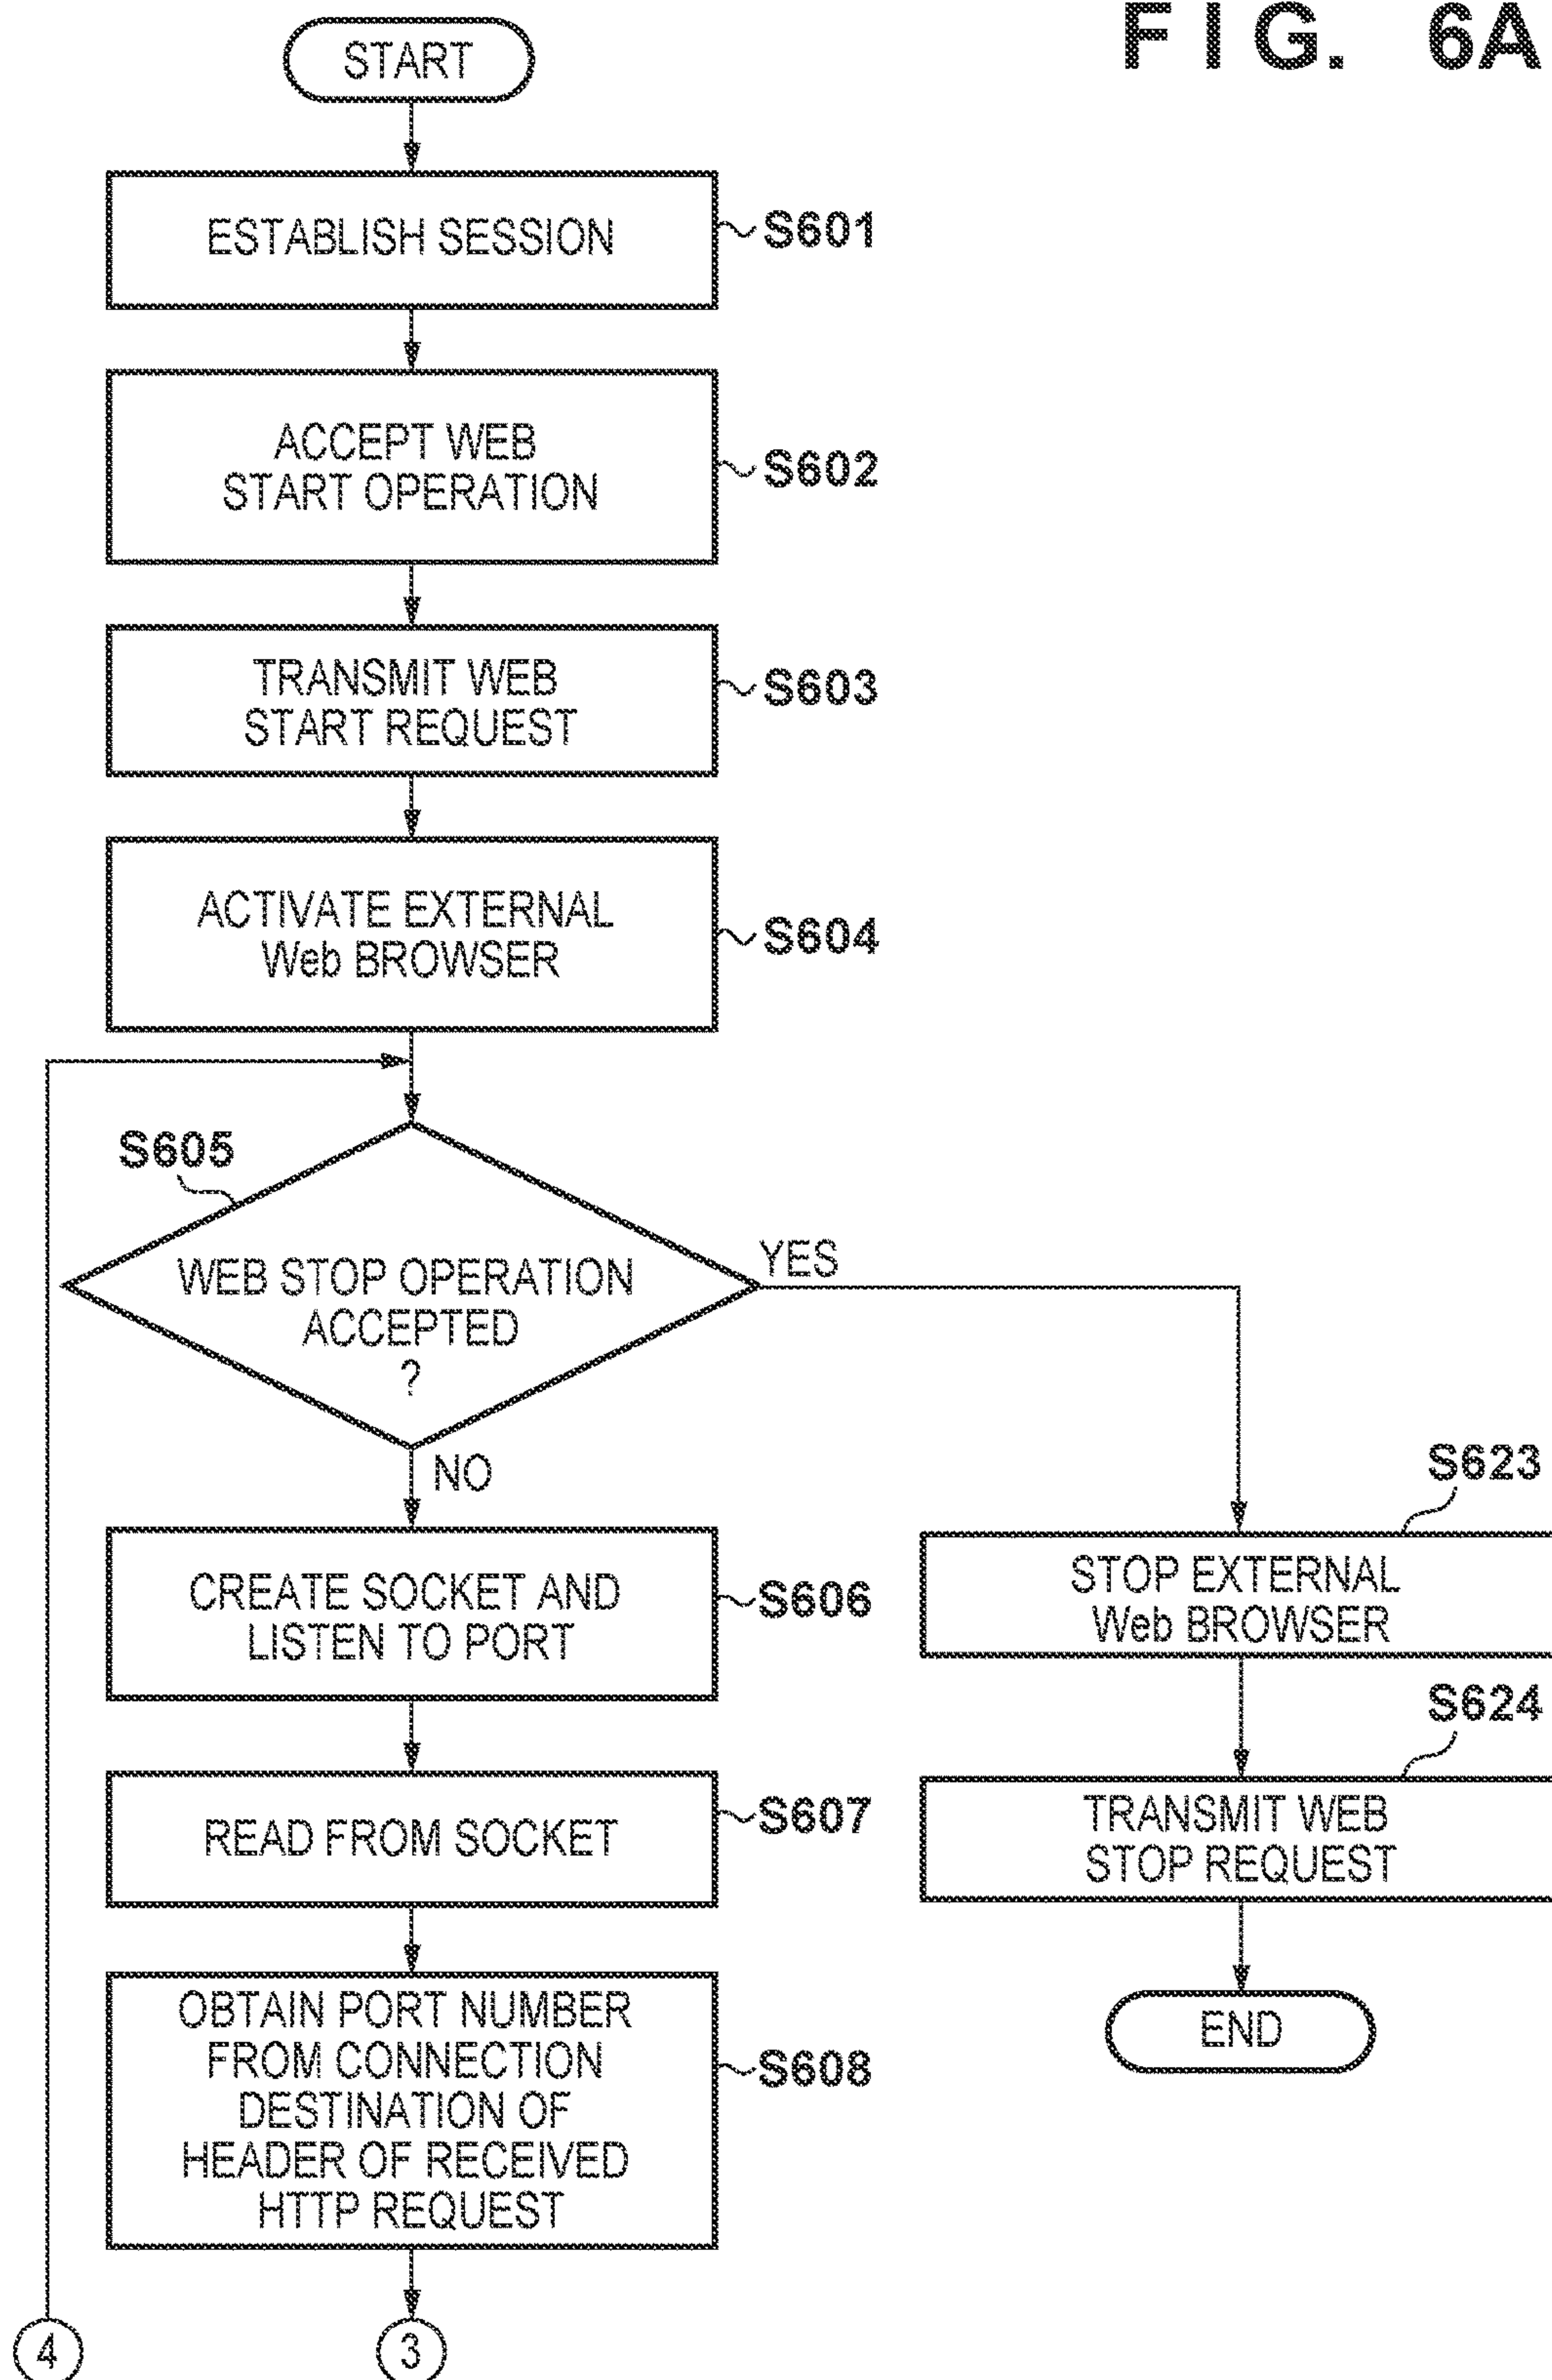 FIG. 6A
START
ESTABLISH SESSION
S601
ACCEPT WEB
START OPERATION
S602
TRANSMIT WEB
START REQUEST
S603
ACTIVATE EXTERNAL
Web BROWSER
S604
S605
WEB STOP OPERATION
ACCEPTED
?
YES
NO
CREATE SOCKET AND
LISTEN TO PORT
S606
READ FROM SOCKET
S607
OBTAIN PORT NUMBER
FROM CONNECTION
DESTINATION OF
HEADER OF RECEIVED
HTTP REQUEST
S608
S623
STOP EXTERNAL
Web BROWSER
S624
TRANSMIT WEB
STOP REQUEST
END
4
3